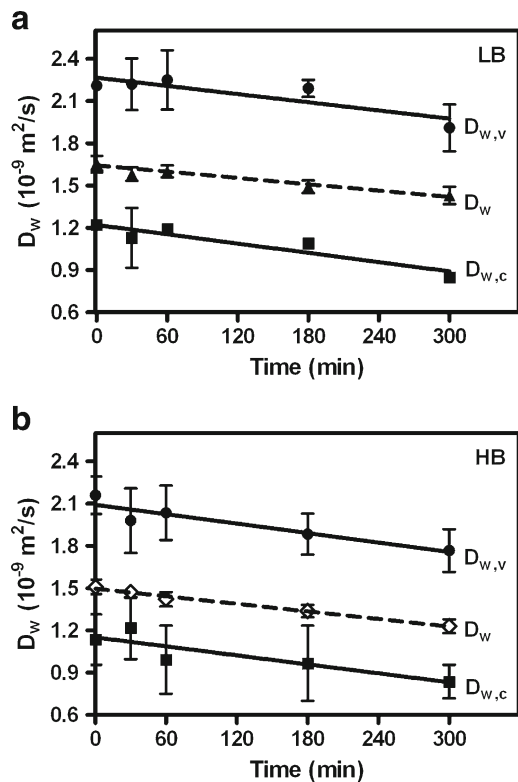 a
LB
2.4
2.1
1.8
1.5
1.2
0.9
0.6
D_w (10⁻⁹ m²/s)
D_w,v
D_w
D_w,c
0 60 120 180 240 300
Time (min)
b
HB
2.4
2.1
1.8
1.5
1.2
0.9
0.6
D_w (10⁻⁹ m²/s)
D_w,v
D_w
D_w,c
0 60 120 180 240 300
Time (min)